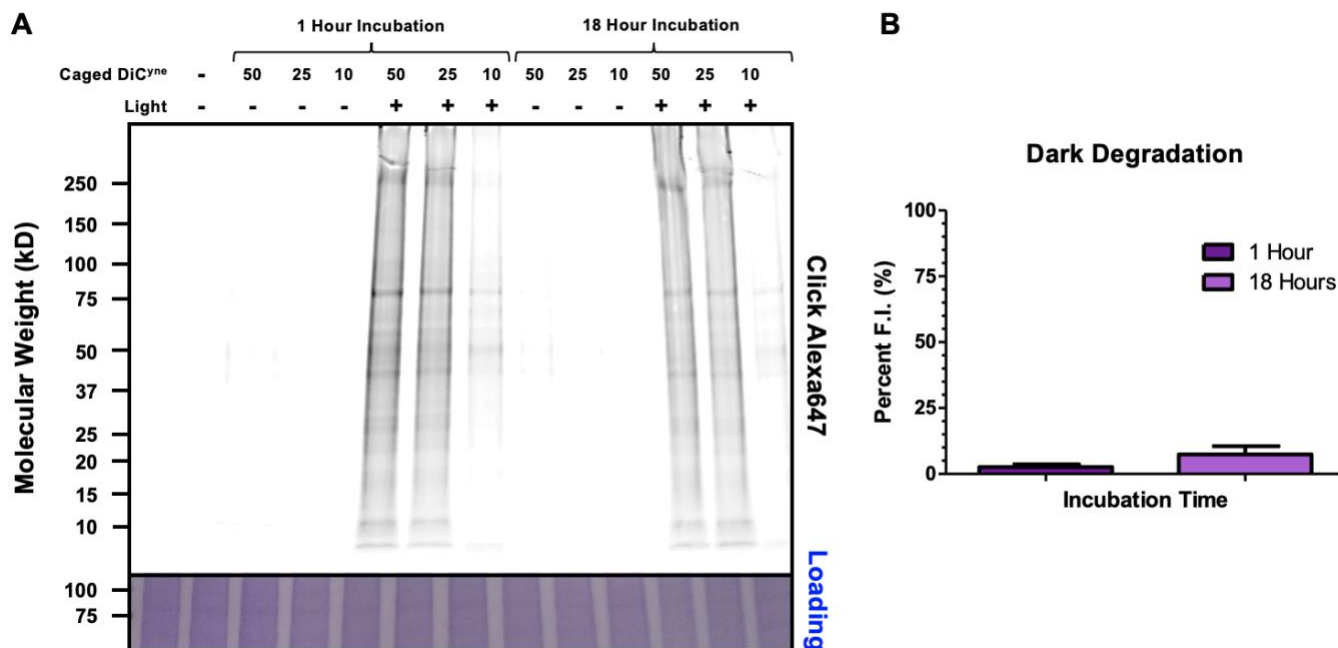 A
1 Hour Incubation
18 Hour Incubation
Caged DiCyne - 50 25 10 50 25 10 50 25 10 50 25 10
Light - - - - + + + - - - + + +
Molecular Weight (kD)
250
150
100
75
50
37
25
20
15
10
100
75
Click Alexa647
Loading
B
Dark Degradation
Percent F.I. (%)
100
75
50
25
0
1 Hour
18 Hours
Incubation Time